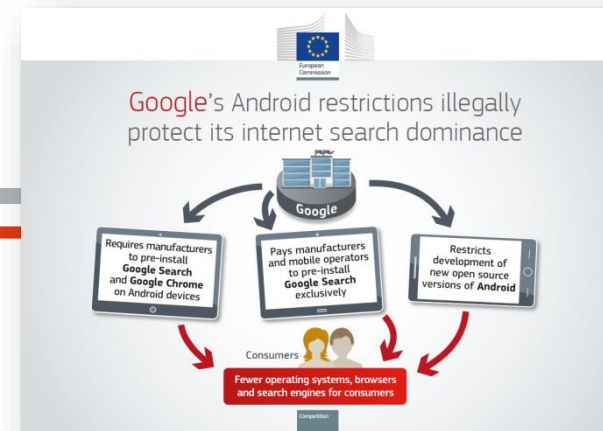 European
Commission
Google's Android restrictions illegally
protect its internet search dominance
Google
Requires manufacturers
to pre-install
Google Search
and Google Chrome
on Android devices
Pays manufacturers
and mobile operators
to pre-install
Google Search
exclusively
Restricts
development of
new open source
versions of Android
Consumers
Fewer operating systems, browsers
and search engines for consumers
Competition